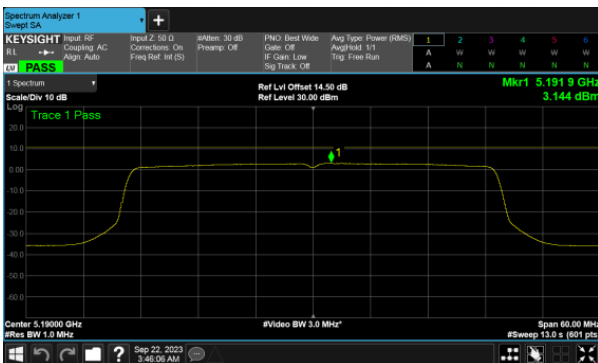 Spectrum Analyzer 1
Swept SA
+
KEYSIGHT Input: RF Input Z: 50 Ω #Atten: 30 dB PNO: Best Wide Avg Type: Power (RMS) 1 2 3 4 5 6
RL Coupling: AC Corrections: On Preamp: Off Gate: Off Avg|Hold: 1/1 A W W W W W
Align: Auto Freq Ref: Int (S) IF Gain: Low Trig: Free Run
LXI PASS Sig Track: Off A N N N N N
1 Spectrum Ref Lvl Offset 14.50 dB Mkr1 5.191 9 GHz
Scale/Div 10 dB Ref Level 30.00 dBm 3.144 dBm
Log
Trace 1 Pass
20.0
10.0
1
0.00
-10.0
-20.0
-30.0
-40.0
-50.0
-60.0
Center 5.19000 GHz #Video BW 3.0 MHz* Span 60.00 MHz
#Res BW 1.0 MHz #Sweep 13.0 s (601 pts)
? Sep 22, 2023
3:46:06 AM